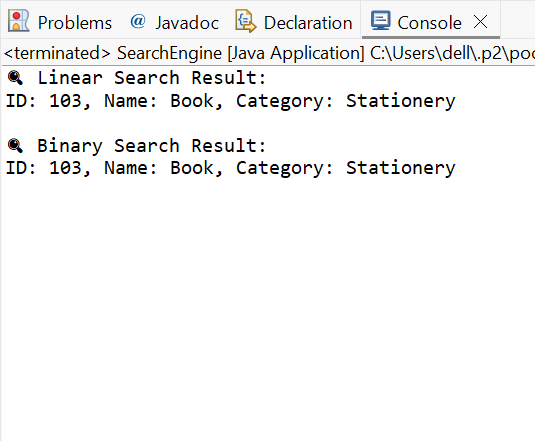 Problems @ Javadoc Declaration Console
<terminated> SearchEngine [Java Application] C:\Users\dell\.p2\poo
🔍 Linear Search Result:
ID: 103, Name: Book, Category: Stationery
🔍 Binary Search Result:
ID: 103, Name: Book, Category: Stationery